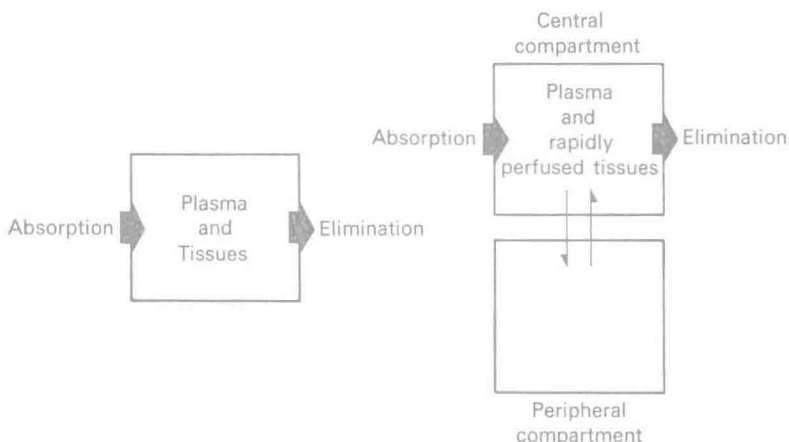 Absorption
Plasma
and
Tissues
Elimination
Central
compartment
Absorption
Plasma
and
rapidly
perfused tissues
Elimination
Peripheral
compartment